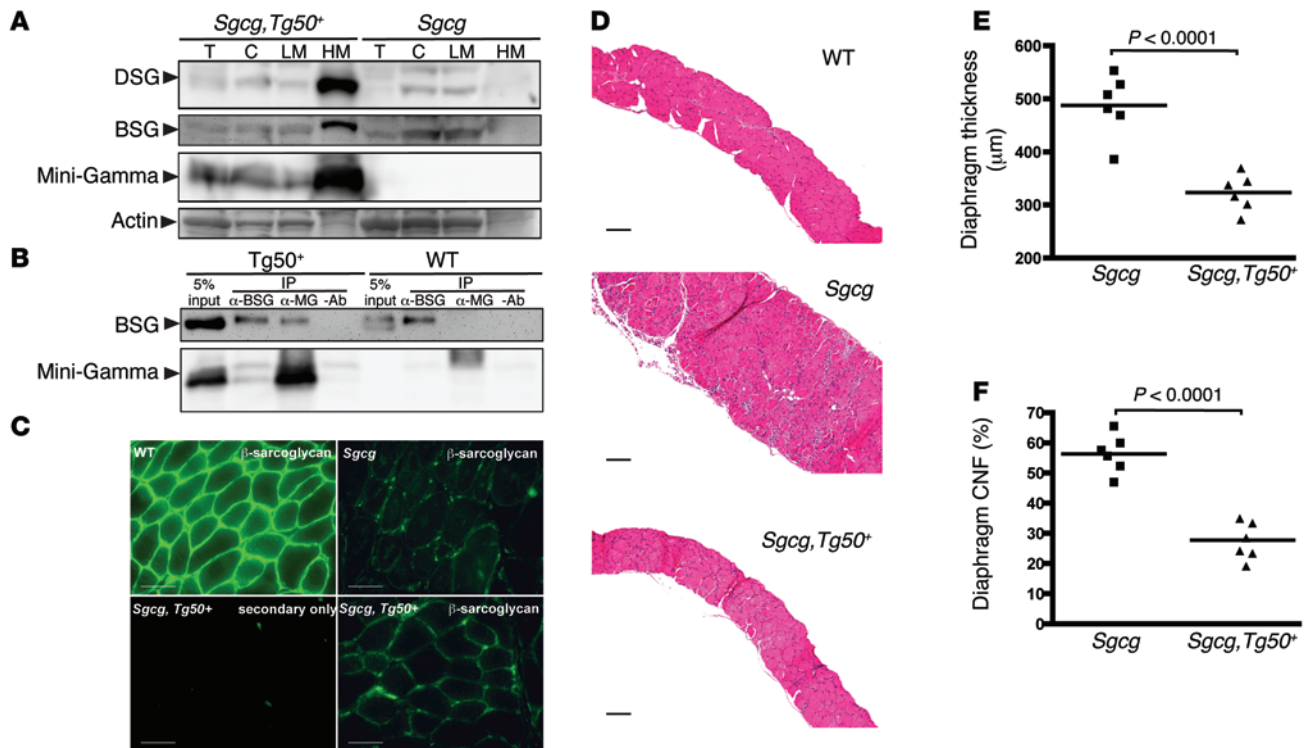 A
Sgcg,Tg50+ Sgcg
T C LM HM T C LM HM
DSG
BSG
Mini-Gamma
Actin
B
Tg50+ WT
IP IP
5% input α-BSG α-MG -Ab 5% input α-BSG α-MG -Ab
BSG
Mini-Gamma
C
WT β-sarcoglycan
Sgcg β-sarcoglycan
Sgcg, Tg50+ secondary only
Sgcg, Tg50+ β-sarcoglycan
D
WT
Sgcg
Sgcg,Tg50+
E
P < 0.0001
Diaphragm thickness
(μm)
600
500
400
300
200
Sgcg Sgcg,Tg50+
F
P < 0.0001
Diaphragm CNF (%)
70
60
50
40
30
20
10
0
Sgcg Sgcg,Tg50+